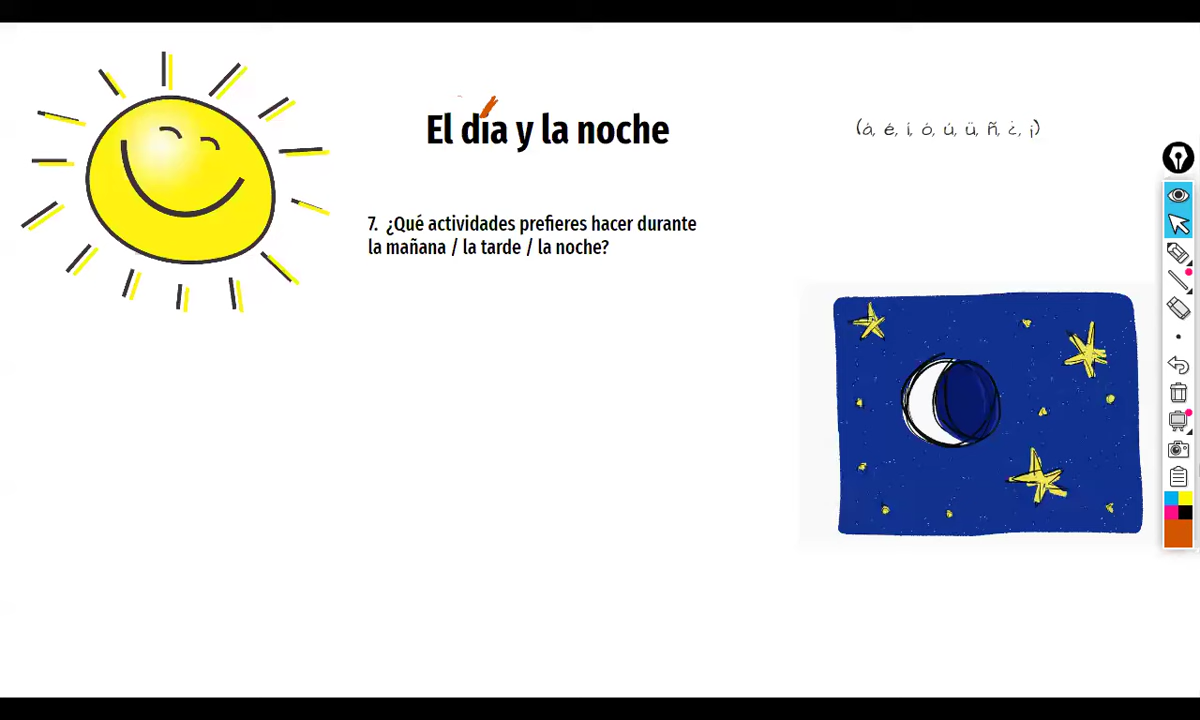 El día y la noche
(á, é, í, ó, ú, ü, ñ, ¿, ¡)
7. ¿Qué actividades prefieres hacer durante
la mañana / la tarde / la noche?